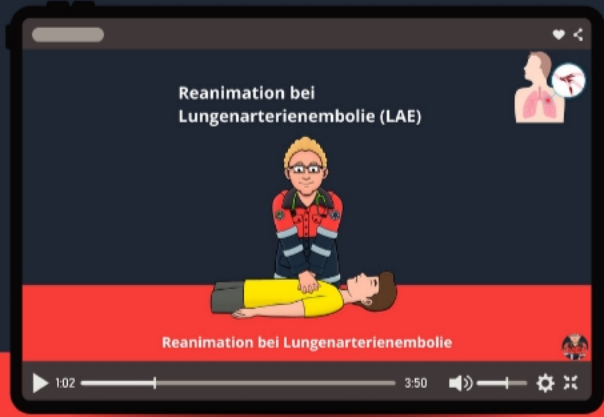 Reanimation bei
Lungenarterienembolie (LAE)
Reanimation bei Lungenarterienembolie
1:02
3:50